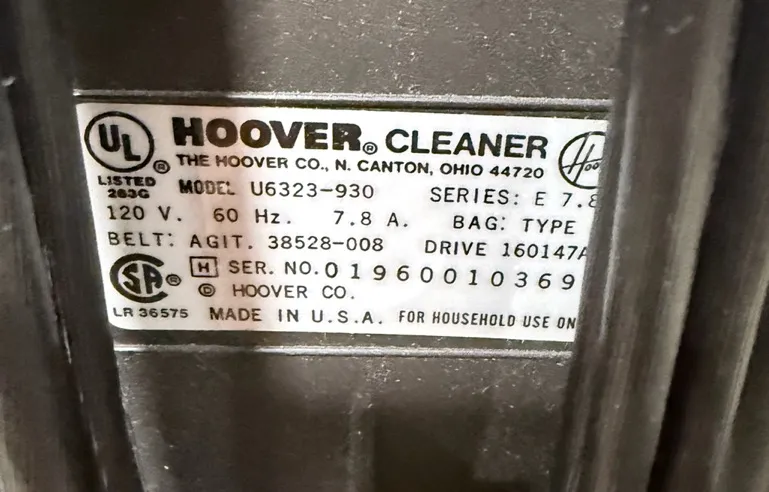 UL ® HOOVER® CLEANER
THE HOOVER CO., N. CANTON, OHIO 44720
LISTED
263G
MODEL U6323-930 SERIES: E 7.8
120 V. 60 Hz. 7.8 A. BAG: TYPE
BELT: AGIT. 38528-008 DRIVE 160147A
SA ® H SER. NO. 01960010369
© HOOVER CO.
LR 36575 MADE IN U.S.A. FOR HOUSEHOLD USE ON